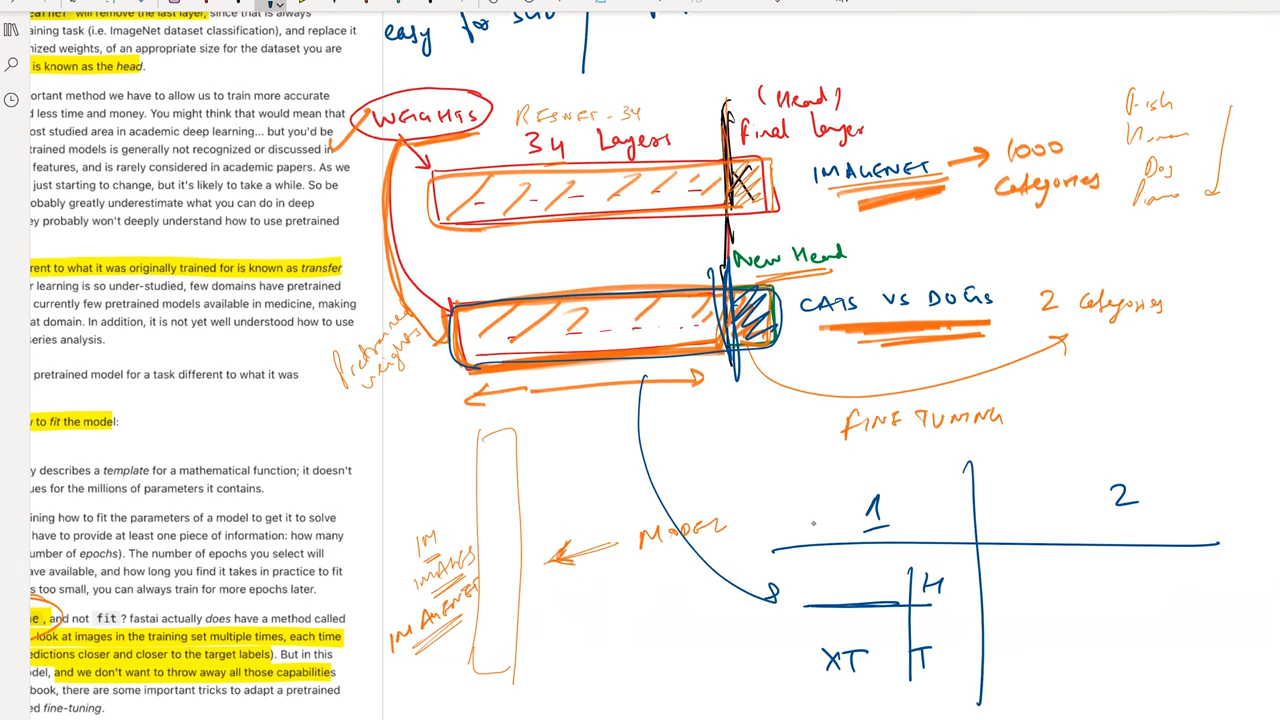 will remove the last layer, since that is always
aining task (i.e. ImageNet dataset classification), and replace it
nized weights, of an appropriate size for the dataset you are
is known as the head.
ortant method we have to allow us to train more accurate
d less time and money. You might think that would mean that
ost studied area in academic deep learning... but you'd be
trained models is generally not recognized or discussed in
features, and is rarely considered in academic papers. As we
just starting to change, but it's likely to take a while. So be
obably greatly underestimate what you can do in deep
ey probably won't deeply understand how to use pretrained
rent to what it was originally trained for is known as transfer
r learning is so under-studied, few domains have pretrained
currently few pretrained models available in medicine, making
at domain. In addition, it is not yet well understood how to use
series analysis.
pretrained model for a task different to what it was
w to fit the model:
y describes a template for a mathematical function; it doesn't
ues for the millions of parameters it contains.
ining how to fit the parameters of a model to get it to solve
have to provide at least one piece of information: how many
umber of epochs). The number of epochs you select will
ave available, and how long you find it takes in practice to fit
s too small, you can always train for more epochs later.
ne, and not fit? fastai actually does have a method called
look at images in the training set multiple times, each time
edictions closer and closer to the target labels). But in this
del, and we don't want to throw away all those capabilities
book, there are some important tricks to adapt a pretrained
ed fine-tuning.
easy for
WEIGHTS
RESNET-34
34 Layers
(Head)
Final Layer
IMAGENET
1000
Categories
Fish
Human
Dog
New Head
CATS VS DOGS
2 Categories
Pretrained
weights
FINE TUNING
MODEL
IM
IMAGES
IMAGENET
1
2
H
XT
T